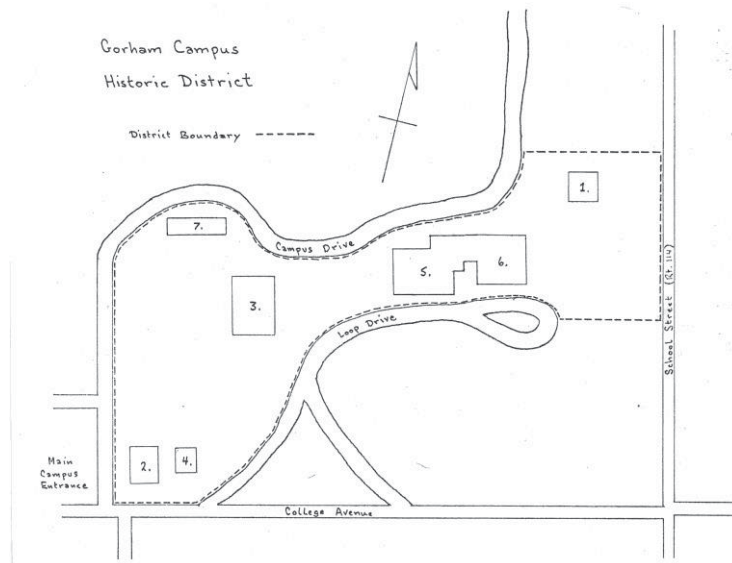 Gorham Campus
Historic District
District Boundary
1.
7.
Campus Drive
5.
6.
3.
Loop Drive
School Street (Rt. 114)
2.
4.
Main
Campus
Entrance
College Avenue